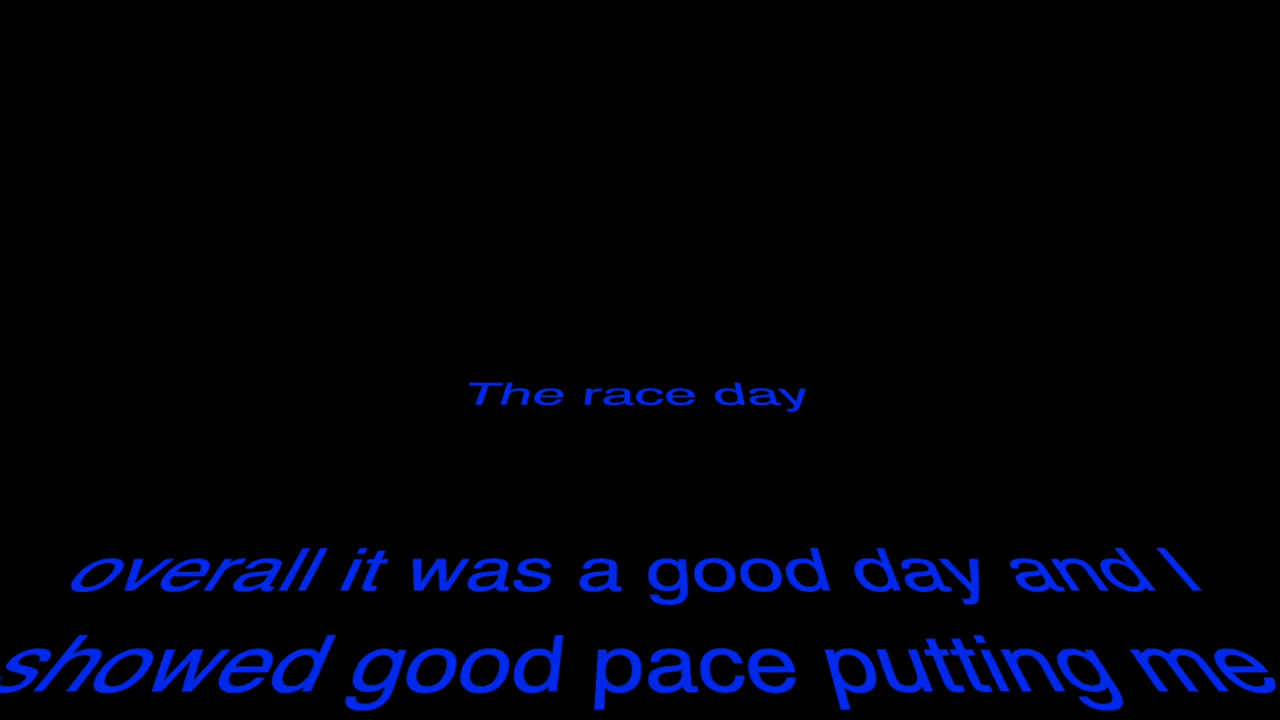 The race day
overall it was a good day and I
showed good pace putting me